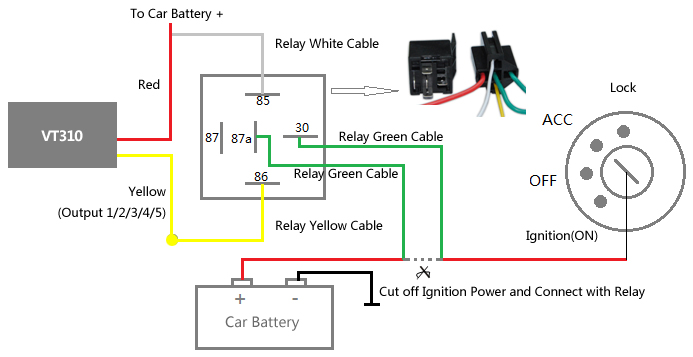 To Car Battery +
Relay White Cable
Red
Lock
85
ACC
VT310
87
87a
30
Relay Green Cable
Relay Green Cable
OFF
86
Yellow
(Output 1/2/3/4/5)
Relay Yellow Cable
Ignition(ON)
+
-
Cut off Ignition Power and Connect with Relay
Car Battery